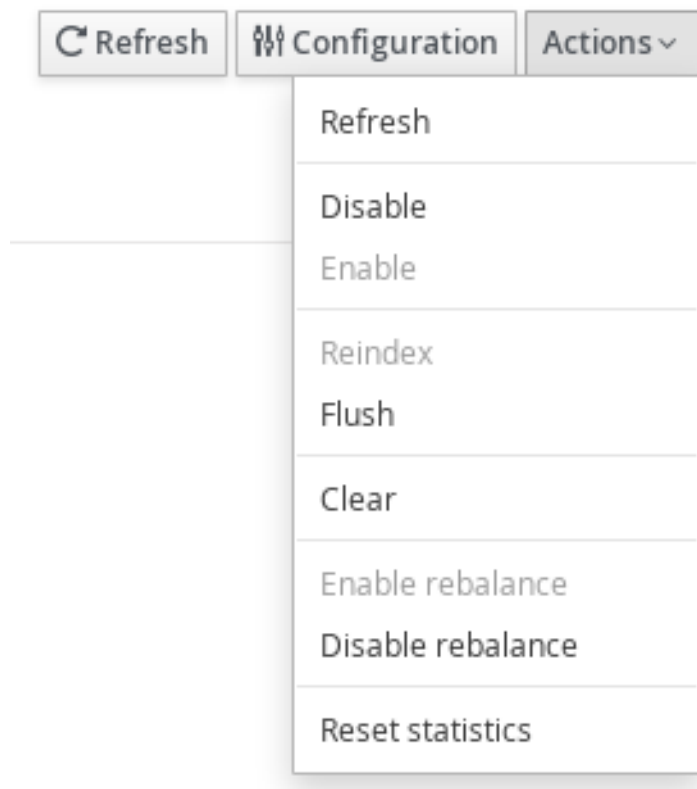 Refresh Configuration Actions
Refresh
Disable
Enable
Reindex
Flush
Clear
Enable rebalance
Disable rebalance
Reset statistics